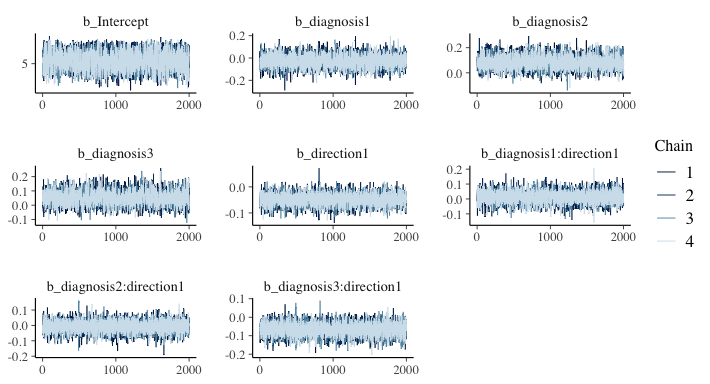 b_Intercept
b_diagnosis1
b_diagnosis2
5
0 1000 2000
0.2
0.0
-0.2
0 1000 2000
0.2
0.0
0 1000 2000
b_diagnosis3
b_direction1
b_diagnosis1:direction1
0.2
0.1
0.0
-0.1
0 1000 2000
0.0
-0.1
0 1000 2000
0.2
0.1
0.0
-0.1
0 1000 2000
Chain
1
2
3
4
b_diagnosis2:direction1
b_diagnosis3:direction1
0.1
0.0
-0.1
-0.2
0 1000 2000
0.1
0.0
-0.1
-0.2
0 1000 2000